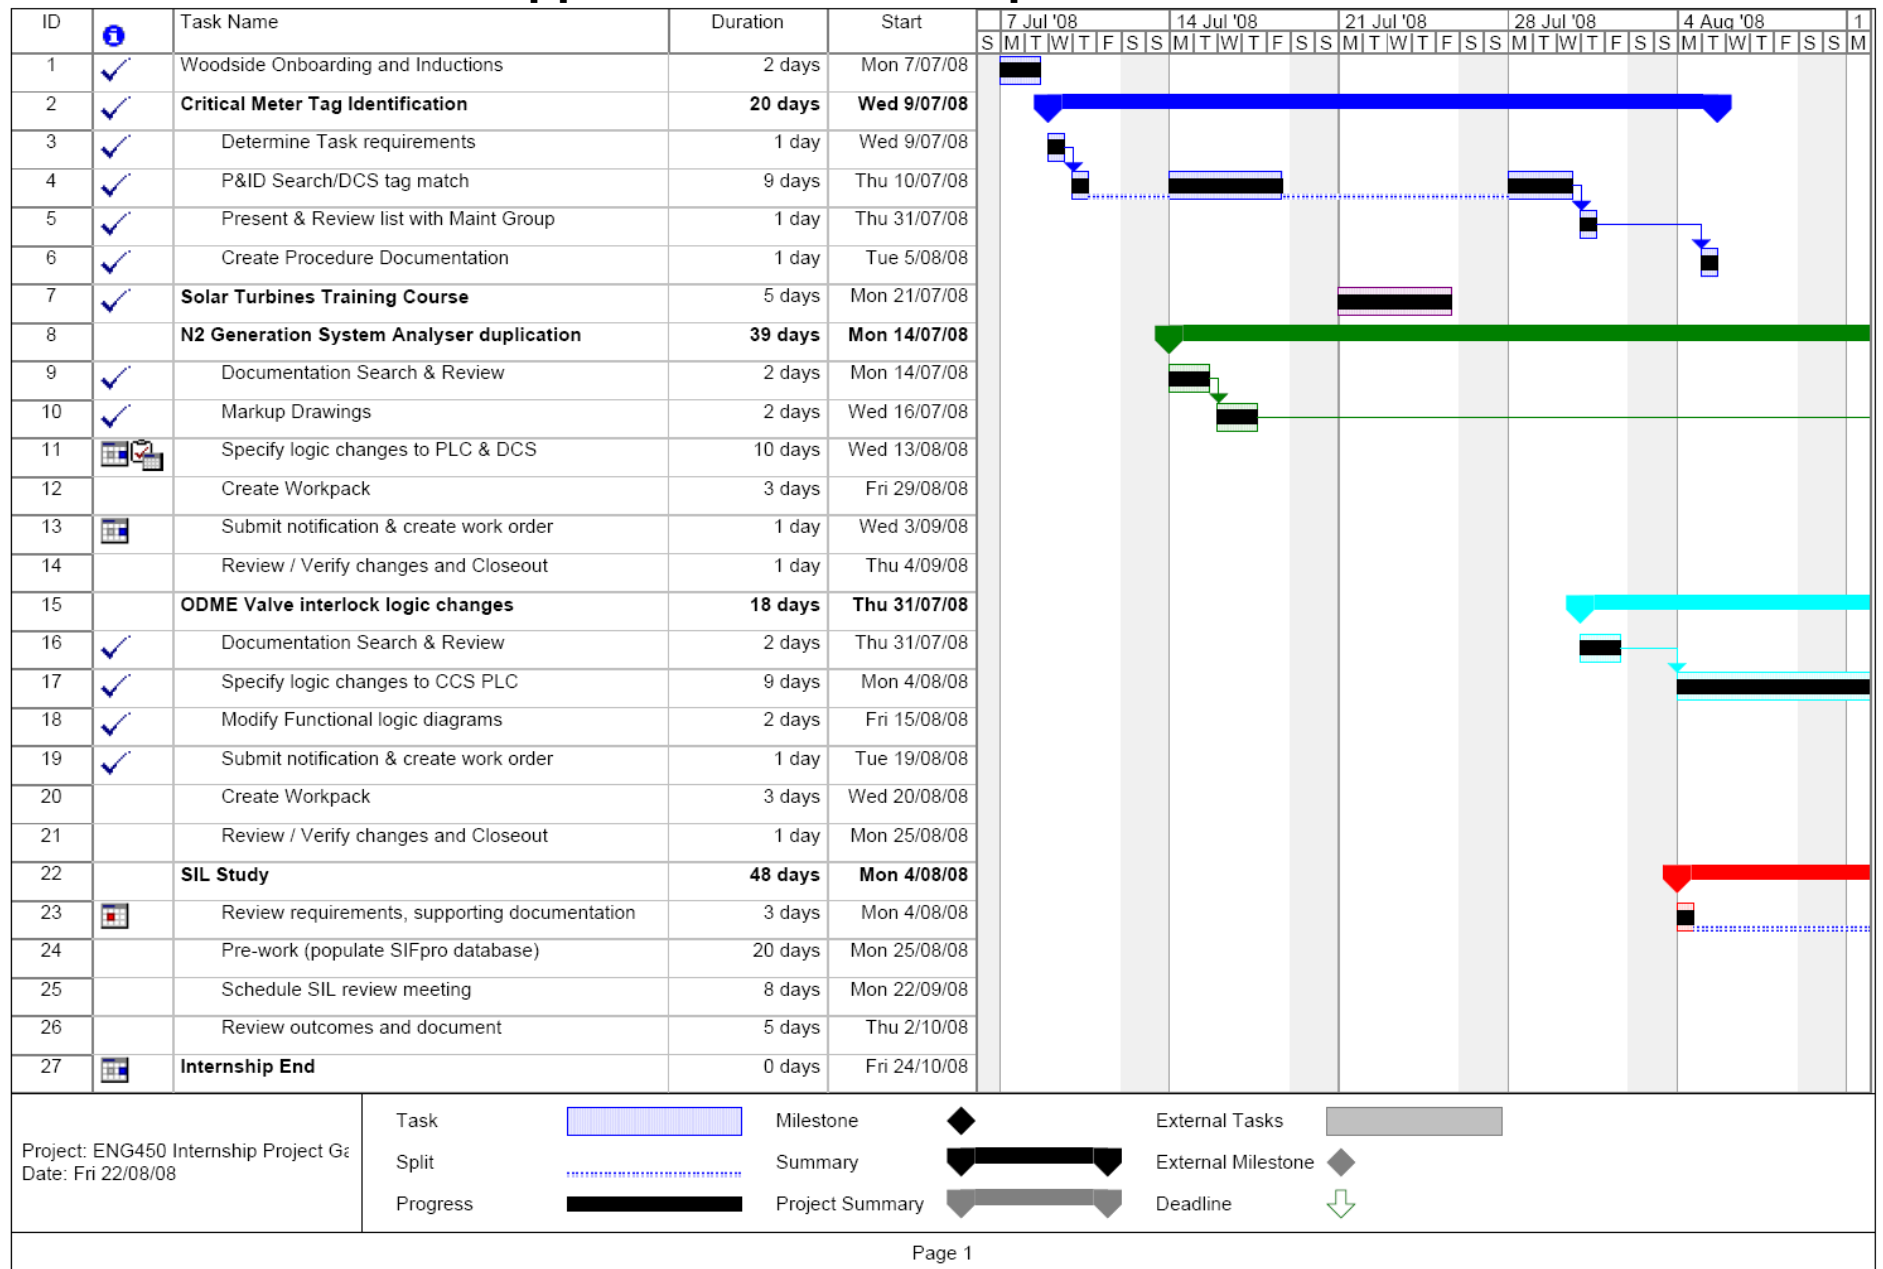 ID Task Name Duration Start 7 Jul '08 14 Jul '08 21 Jul '08 28 Jul '08 4 Aug '08 1
S M T W T F S S M T W T F S S M T W T F S S M T W T F S S M T W T F S S M
1 Woodside Onboarding and Inductions 2 days Mon 7/07/08
2 Critical Meter Tag Identification 20 days Wed 9/07/08
3 Determine Task requirements 1 day Wed 9/07/08
4 P&ID Search/DCS tag match 9 days Thu 10/07/08
5 Present & Review list with Maint Group 1 day Thu 31/07/08
6 Create Procedure Documentation 1 day Tue 5/08/08
7 Solar Turbines Training Course 5 days Mon 21/07/08
8 N2 Generation System Analyser duplication 39 days Mon 14/07/08
9 Documentation Search & Review 2 days Mon 14/07/08
10 Markup Drawings 2 days Wed 16/07/08
11 Specify logic changes to PLC & DCS 10 days Wed 13/08/08
12 Create Workpack 3 days Fri 29/08/08
13 Submit notification & create work order 1 day Wed 3/09/08
14 Review / Verify changes and Closeout 1 day Thu 4/09/08
15 ODME Valve interlock logic changes 18 days Thu 31/07/08
16 Documentation Search & Review 2 days Thu 31/07/08
17 Specify logic changes to CCS PLC 9 days Mon 4/08/08
18 Modify Functional logic diagrams 2 days Fri 15/08/08
19 Submit notification & create work order 1 day Tue 19/08/08
20 Create Workpack 3 days Wed 20/08/08
21 Review / Verify changes and Closeout 1 day Mon 25/08/08
22 SIL Study 48 days Mon 4/08/08
23 Review requirements, supporting documentation 3 days Mon 4/08/08
24 Pre-work (populate SIFpro database) 20 days Mon 25/08/08
25 Schedule SIL review meeting 8 days Mon 22/09/08
26 Review outcomes and document 5 days Thu 2/10/08
27 Internship End 0 days Fri 24/10/08
Project: ENG450 Internship Project Ga
Date: Fri 22/08/08
Task Milestone External Tasks
Split Summary External Milestone
Progress Project Summary Deadline
Page 1